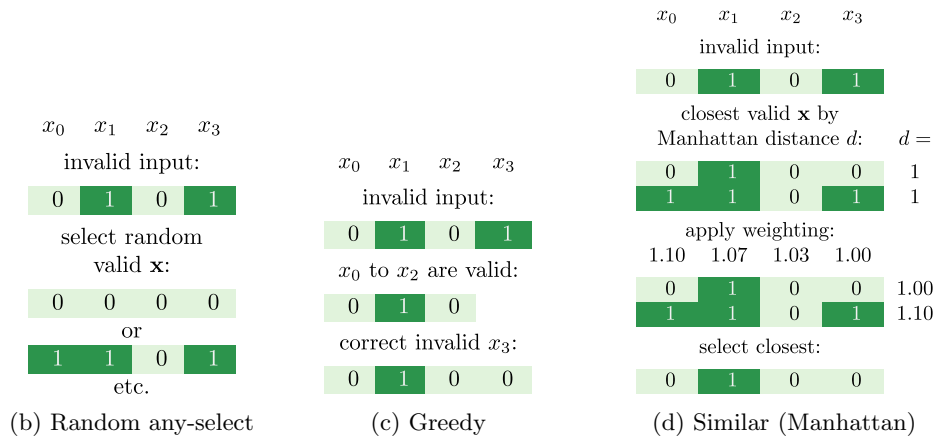 x0 x1 x2 x3
invalid input:
0 1 0 1
select random
valid x:
0 0 0 0
or
1 1 0 1
etc.
(b) Random any-select
x0 x1 x2 x3
invalid input:
0 1 0 1
x0 to x2 are valid:
0 1 0
correct invalid x3:
0 1 0 0
(c) Greedy
x0 x1 x2 x3
invalid input:
0 1 0 1
closest valid x by
Manhattan distance d: d =
0 1 0 0 1
1 1 0 1 1
apply weighting:
1.10 1.07 1.03 1.00
0 1 0 0 1.00
1 1 0 1 1.10
select closest:
0 1 0 0
(d) Similar (Manhattan)